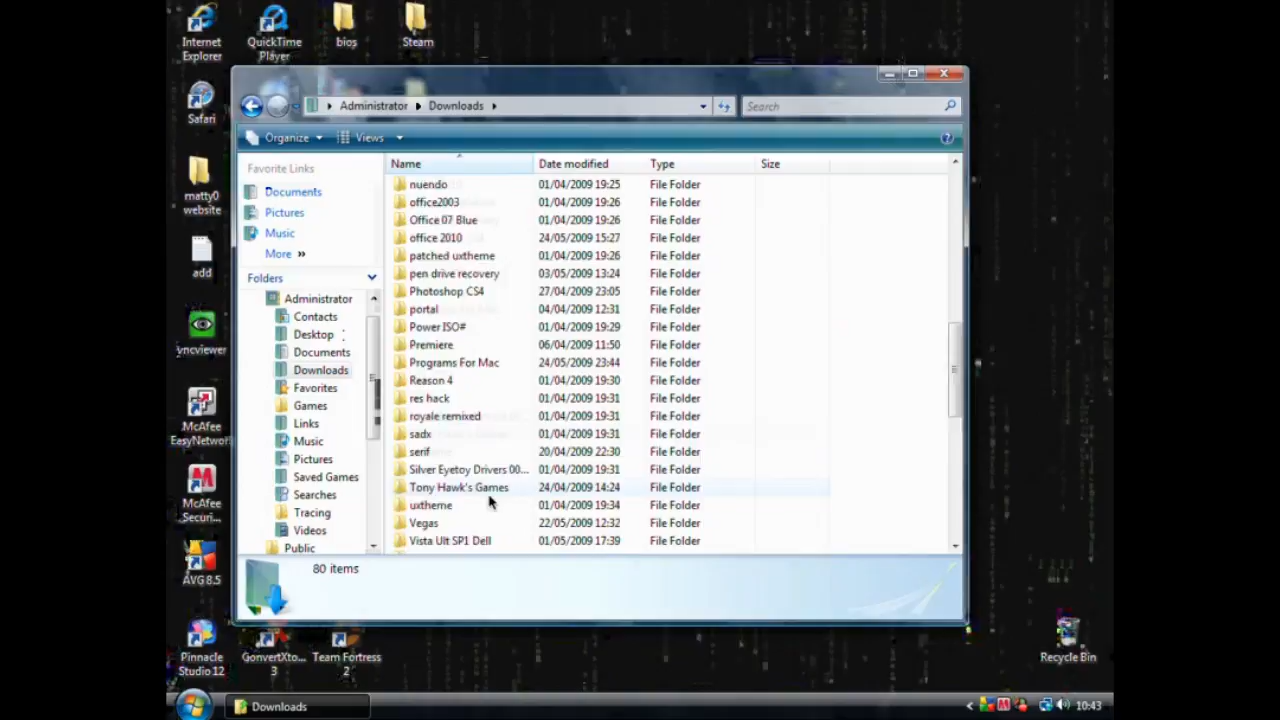 Internet Explorer
QuickTime Player
bios
Steam
Safari
matty0 website
add
vncviewer
McAfee EasyNetwor
McAfee Securi...
AVG 8.5
Pinnacle Studio 12
ConvertXto... 3
Team Fortress 2
Recycle Bin
Administrator Downloads
Search
Organize Views
Favorite Links
Documents
Pictures
Music
More »
Folders
Administrator
Contacts
Desktop
Documents
Downloads
Favorites
Games
Links
Music
Pictures
Saved Games
Searches
Tracing
Videos
Public
Name Date modified Type Size
nuendo 01/04/2009 19:25 File Folder
office2003 01/04/2009 19:26 File Folder
Office 07 Blue 01/04/2009 19:26 File Folder
office 2010 24/05/2009 15:27 File Folder
patched uxtheme 01/04/2009 19:26 File Folder
pen drive recovery 03/05/2009 13:24 File Folder
Photoshop CS4 27/04/2009 23:05 File Folder
portal 04/04/2009 12:31 File Folder
Power ISO# 01/04/2009 19:29 File Folder
Premiere 06/04/2009 11:50 File Folder
Programs For Mac 24/05/2009 23:44 File Folder
Reason 4 01/04/2009 19:30 File Folder
res hack 01/04/2009 19:31 File Folder
royale remixed 01/04/2009 19:31 File Folder
sadx 01/04/2009 19:31 File Folder
serif 20/04/2009 22:30 File Folder
Silver Eyetoy Drivers 00... 01/04/2009 19:31 File Folder
Tony Hawk's Games 24/04/2009 14:24 File Folder
uxtheme 01/04/2009 19:34 File Folder
Vegas 22/05/2009 12:32 File Folder
Vista Ult SP1 Dell 01/05/2009 17:39 File Folder
80 items
Downloads
10:43